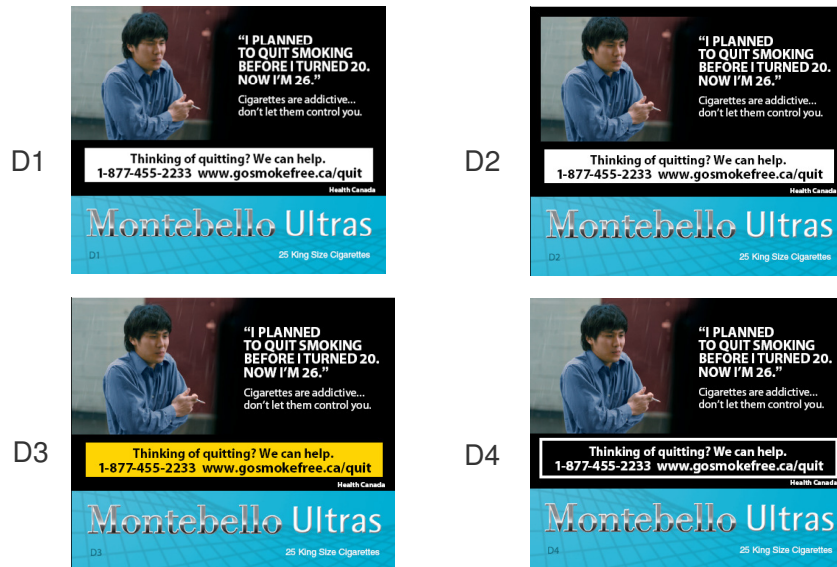 D1
“I PLANNED
TO QUIT SMOKING
BEFORE I TURNED 20.
NOW I’M 26.”
Cigarettes are addictive...
don’t let them control you.
Thinking of quitting? We can help.
1-877-455-2233 www.gosmokefree.ca/quit
Health Canada
Montebello Ultras
D1
25 King Size Cigarettes
D2
“I PLANNED
TO QUIT SMOKING
BEFORE I TURNED 20.
NOW I’M 26.”
Cigarettes are addictive...
don’t let them control you.
Thinking of quitting? We can help.
1-877-455-2233 www.gosmokefree.ca/quit
Health Canada
Montebello Ultras
D2
25 King Size Cigarettes
D3
“I PLANNED
TO QUIT SMOKING
BEFORE I TURNED 20.
NOW I’M 26.”
Cigarettes are addictive...
don’t let them control you.
Thinking of quitting? We can help.
1-877-455-2233 www.gosmokefree.ca/quit
Health Canada
Montebello Ultras
D3
25 King Size Cigarettes
D4
“I PLANNED
TO QUIT SMOKING
BEFORE I TURNED 20.
NOW I’M 26.”
Cigarettes are addictive...
don’t let them control you.
Thinking of quitting? We can help.
1-877-455-2233 www.gosmokefree.ca/quit
Health Canada
Montebello Ultras
D4
25 King Size Cigarettes